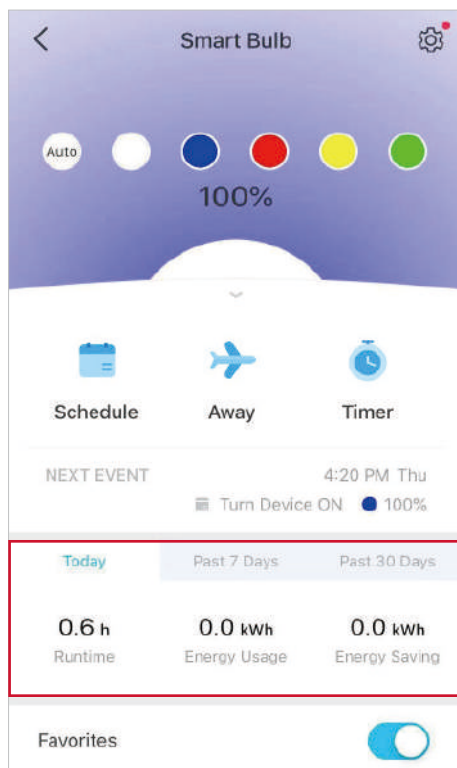 Smart Bulb
Auto
100%
Schedule Away Timer
NEXT EVENT 4:20 PM Thu
Turn Device ON 100%
Today Past 7 Days Past 30 Days
0.6 h 0.0 kWh 0.0 kWh
Runtime Energy Usage Energy Saving
Favorites